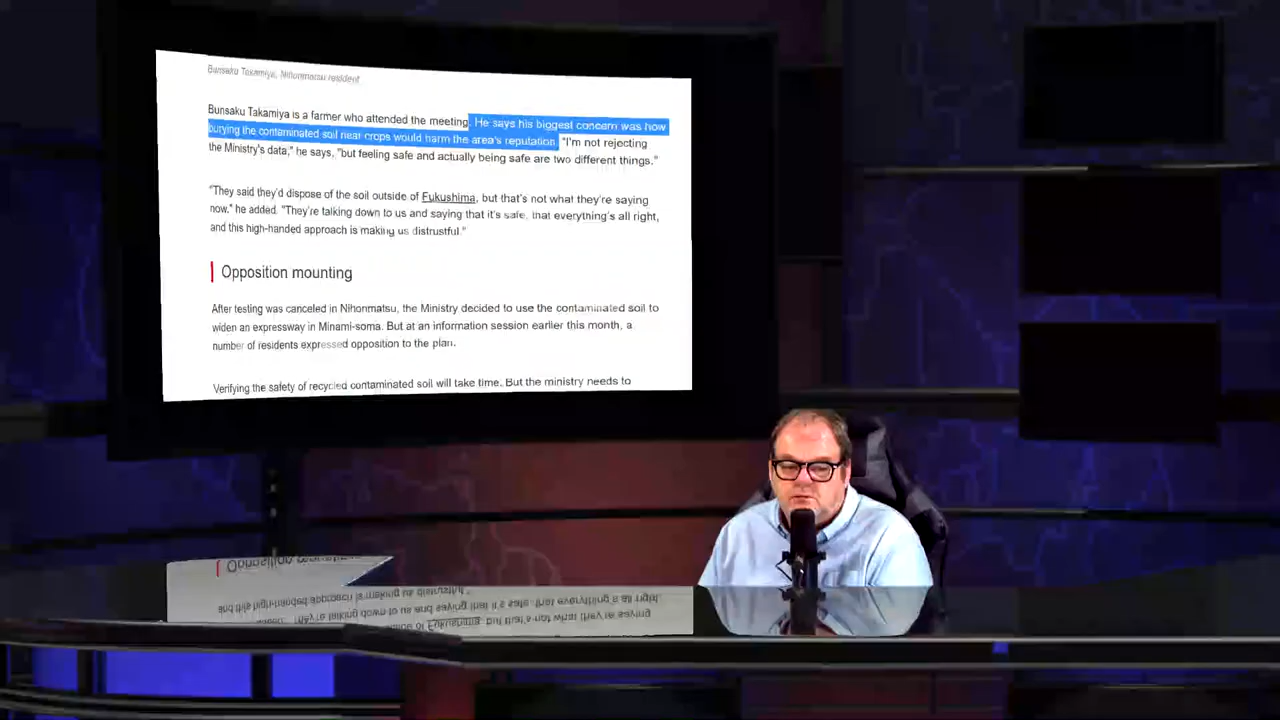 Bunsaku Takamiya, Nihonmatsu resident
Bunsaku Takamiya is a farmer who attended the meeting. He says his biggest concern was how
burying the contaminated soil near crops would harm the area's reputation. "I'm not rejecting
the Ministry's data," he says, "but feeling safe and actually being safe are two different things."
"They said they'd dispose of the soil outside of Fukushima, but that's not what they're saying
now." he added. "They're talking down to us and saying that it's safe, that everything's all right,
and this high-handed approach is making us distrustful."
Opposition mounting
After testing was canceled in Nihonmatsu, the Ministry decided to use the contaminated soil to
widen an expressway in Minami-soma. But at an information session earlier this month, a
number of residents expressed opposition to the plan.
Verifying the safety of recycled contaminated soil will take time. But the ministry needs to